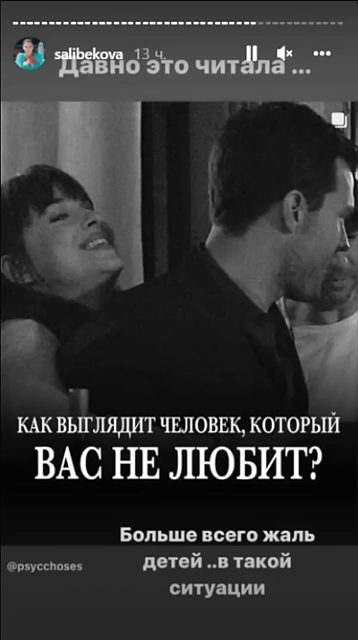 salibekova 13 ч.
Давно это читала ...
КАК ВЫГЛЯДИТ ЧЕЛОВЕК, КОТОРЫЙ
ВАС НЕ ЛЮБИТ?
Больше всего жаль
@psycchoses
детей ..в такой
ситуации